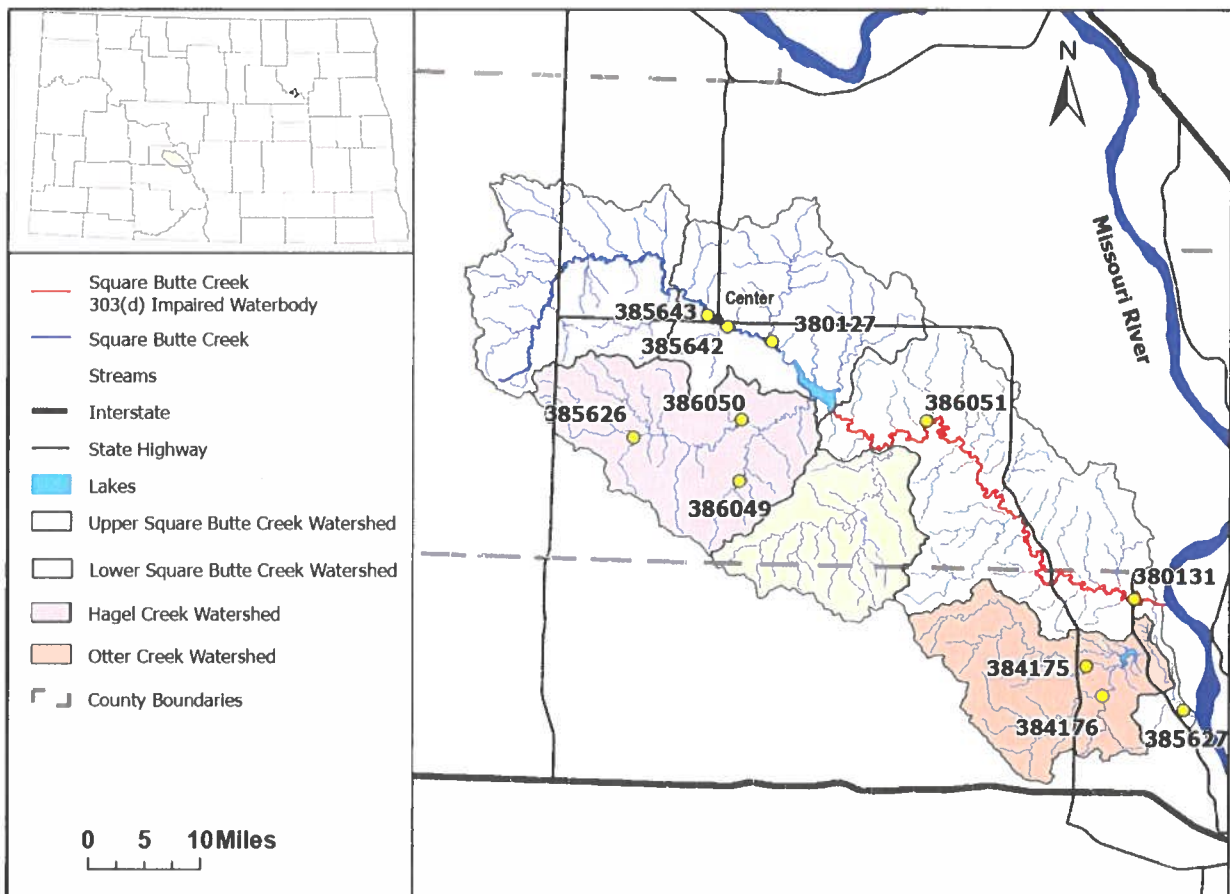 Square Butte Creek
303(d) Impaired Waterbody
Square Butte Creek
Streams
Interstate
State Highway
Lakes
Upper Square Butte Creek Watershed
Lower Square Butte Creek Watershed
Hagel Creek Watershed
Otter Creek Watershed
County Boundaries
0 5 10 Miles
N
Missouri River
Center
385643
380127
385642
386050
386051
385626
386049
380131
384175
384176
385627